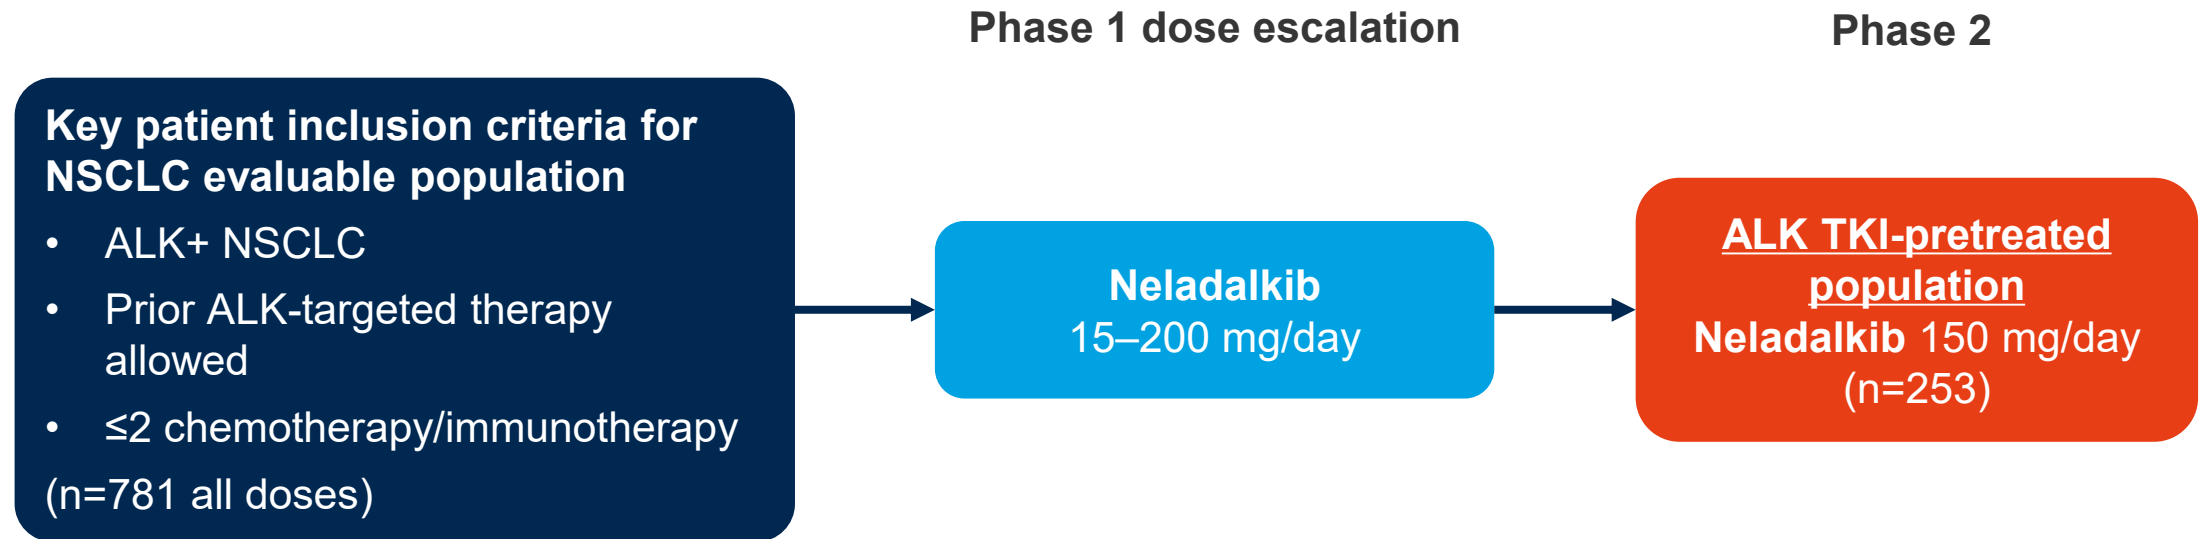 Phase 1 dose escalation
Phase 2
Key patient inclusion criteria for
NSCLC evaluable population
• ALK+ NSCLC
• Prior ALK-targeted therapy
allowed
• ≤2 chemotherapy/immunotherapy
(n=781 all doses)
Neladalkib
15–200 mg/day
ALK TKI-pretreated
population
Neladalkib 150 mg/day
(n=253)